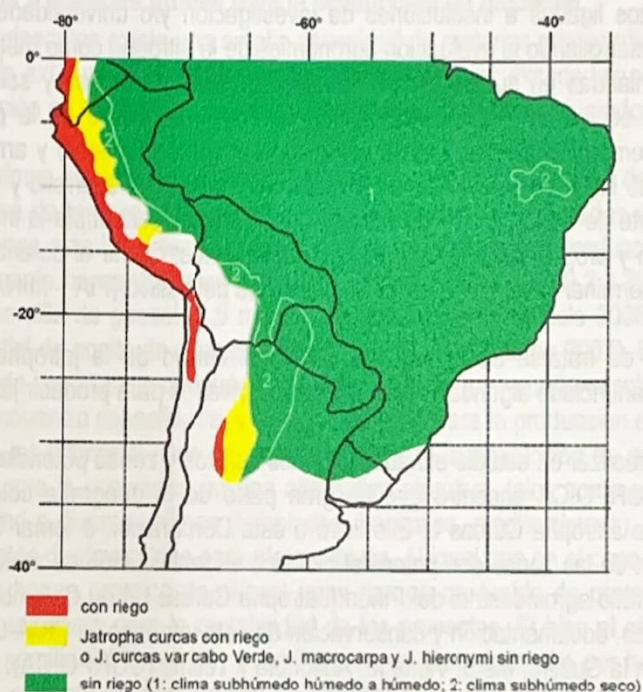 -80° -60° -40°
0°
2
1
2
2
-20°
2
-40°
con riego
Jatropha curcas con riego
o J. curcas var cabo Verde, J. macrocarpa y J. hieronymi sin riego
sin riego (1: clima subhúmedo húmedo a húmedo; 2: clima subhúmedo seco